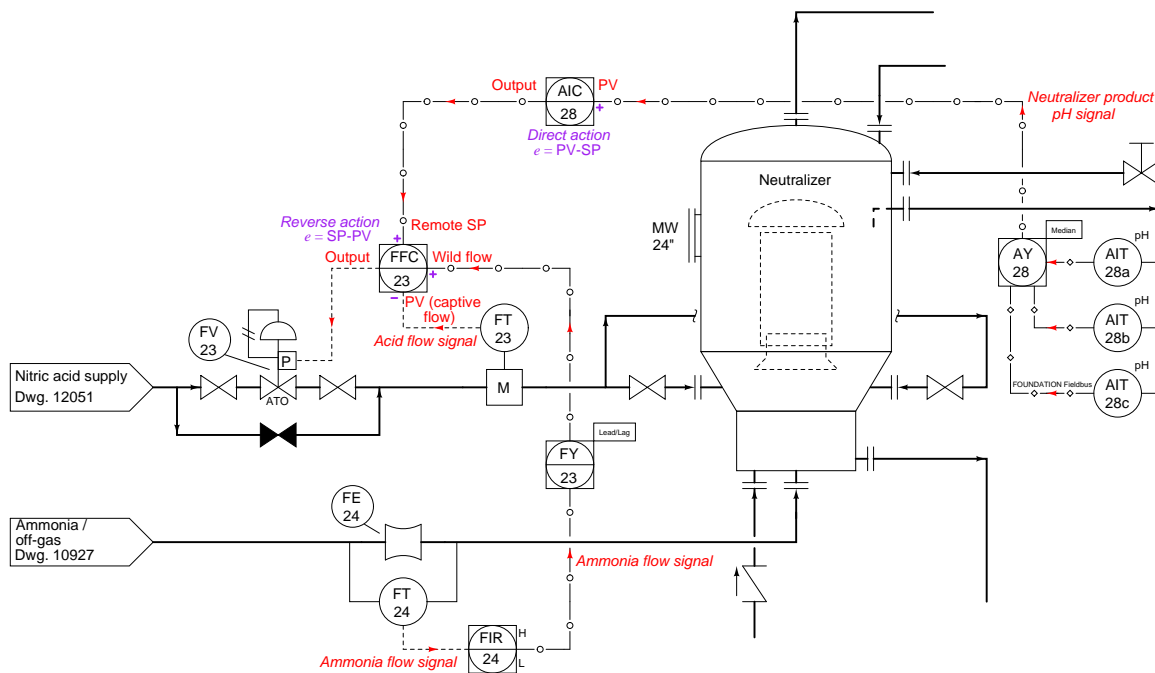 Output
AIC
28
PV
+
Direct action
e = PV-SP
Neutralizer product
pH signal
Neutralizer
MW
24"
Reverse action
e = SP-PV
+
Remote SP
Output
FFC
23
Wild flow
+
–
PV (captive
flow)
Acid flow signal
FT
23
Median
AY
28
pH
AIT
28a
pH
AIT
28b
pH
AIT
28c
FOUNDATION Fieldbus
FV
23
P
ATO
M
Nitric acid supply
Dwg. 12051
Lead/Lag
FY
23
FE
24
Ammonia /
off-gas
Dwg. 10927
Ammonia flow signal
FT
24
Ammonia flow signal
FIR
24
H
L